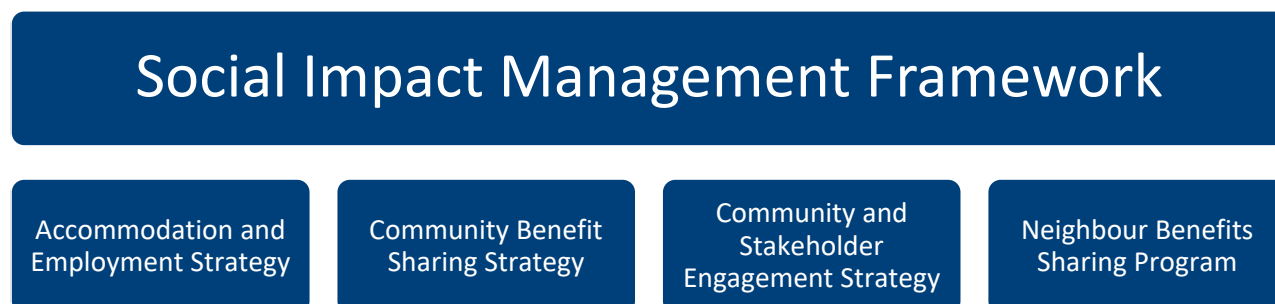 Social Impact Management Framework
Accommodation and
Employment Strategy
Community Benefit
Sharing Strategy
Community and
Stakeholder
Engagement Strategy
Neighbour Benefits
Sharing Program